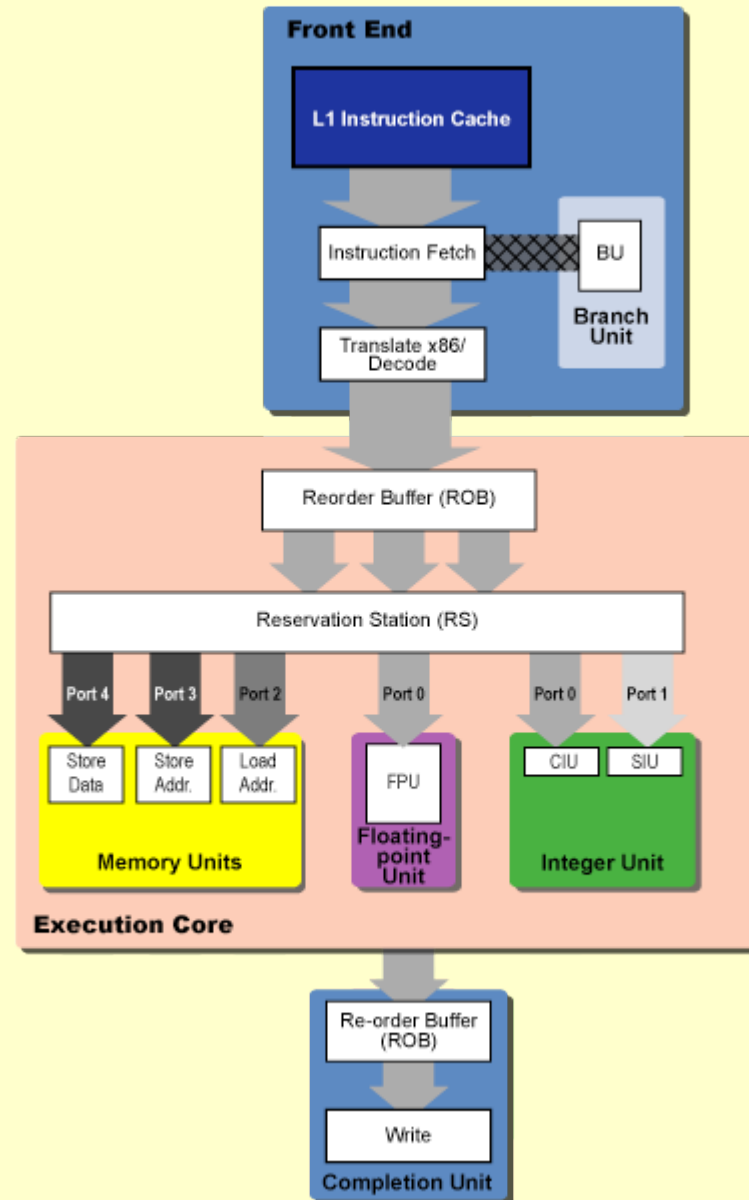 Front End
L1 Instruction Cache
Instruction Fetch
BU
Branch
Unit
Translate x86/
Decode
Reorder Buffer (ROB)
Reservation Station (RS)
Port 4
Port 3
Port 2
Port 0
Port 0
Port 1
Store
Data
Store
Addr.
Load
Addr.
Memory Units
FPU
Floating-
point
Unit
CIU
SIU
Integer Unit
Execution Core
Re-order Buffer
(ROB)
Write
Completion Unit